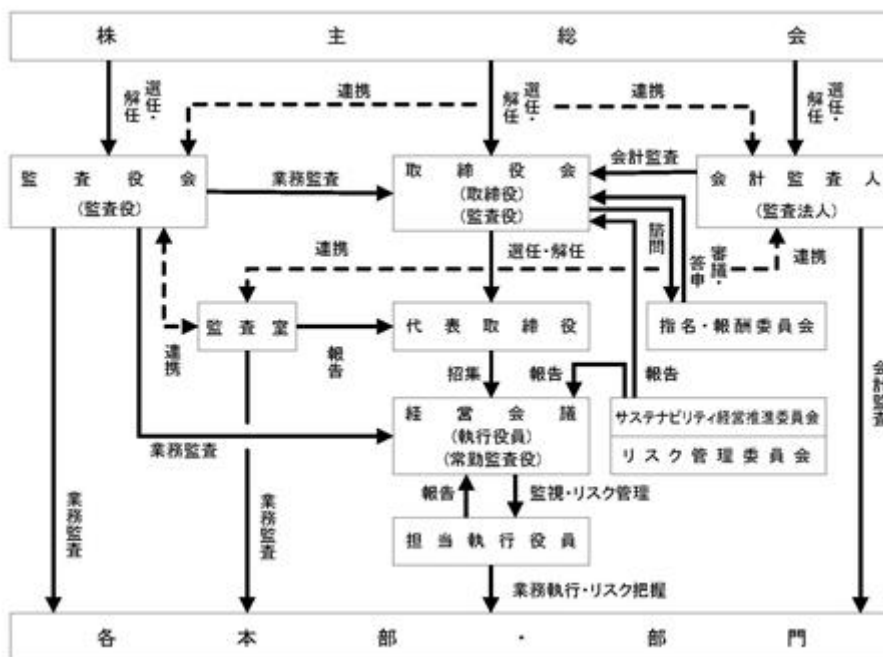 株主総会
選任・
解任
連携
選任・
解任
連携
選任・
解任
監査役会
(監査役)
業務監査
取締役会
(取締役)
(監査役)
会計監査
会計監査人
(監査法人)
連携
選任・解任
諮問
審議・
答申
連携
監査室
報告
代表取締役
指名・報酬委員会
連携
招集
報告
報告
会計監査
経営会議
(執行役員)
(常勤監査役)
サステナビリティ経営推進委員会
リスク管理委員会
業務監査
報告
監視・リスク管理
業務監査
業務監査
担当執行役員
業務執行・リスク把握
各本部・部門